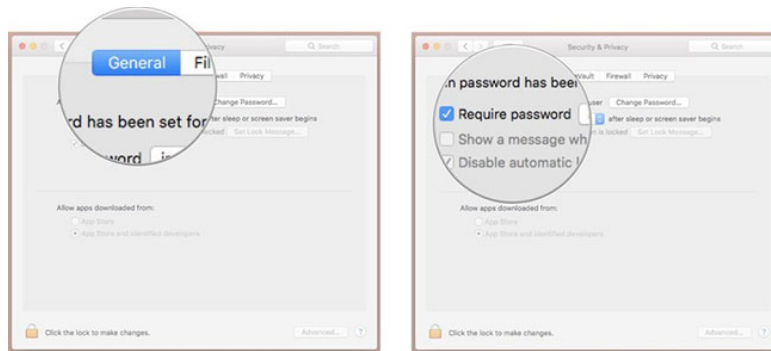 vacy
Search
General Fil
wall Privacy
Change Password...
rd has been set for
ter sleep or screen saver begins
cked Set Lock Message...
word
Allow apps downloaded from:
App Store
App Store and identified developers
Click the lock to make changes.
Advanced... ?
Security & Privacy
Search
Vault Firewall Privacy
n password has bee
user Change Password...
Require password
after sleep or screen saver begins
Show a message wh
n is locked Set Lock Message...
Disable automatic l
Allow apps downloaded from:
App Store
App Store and identified developers
Click the lock to make changes.
Advanced... ?